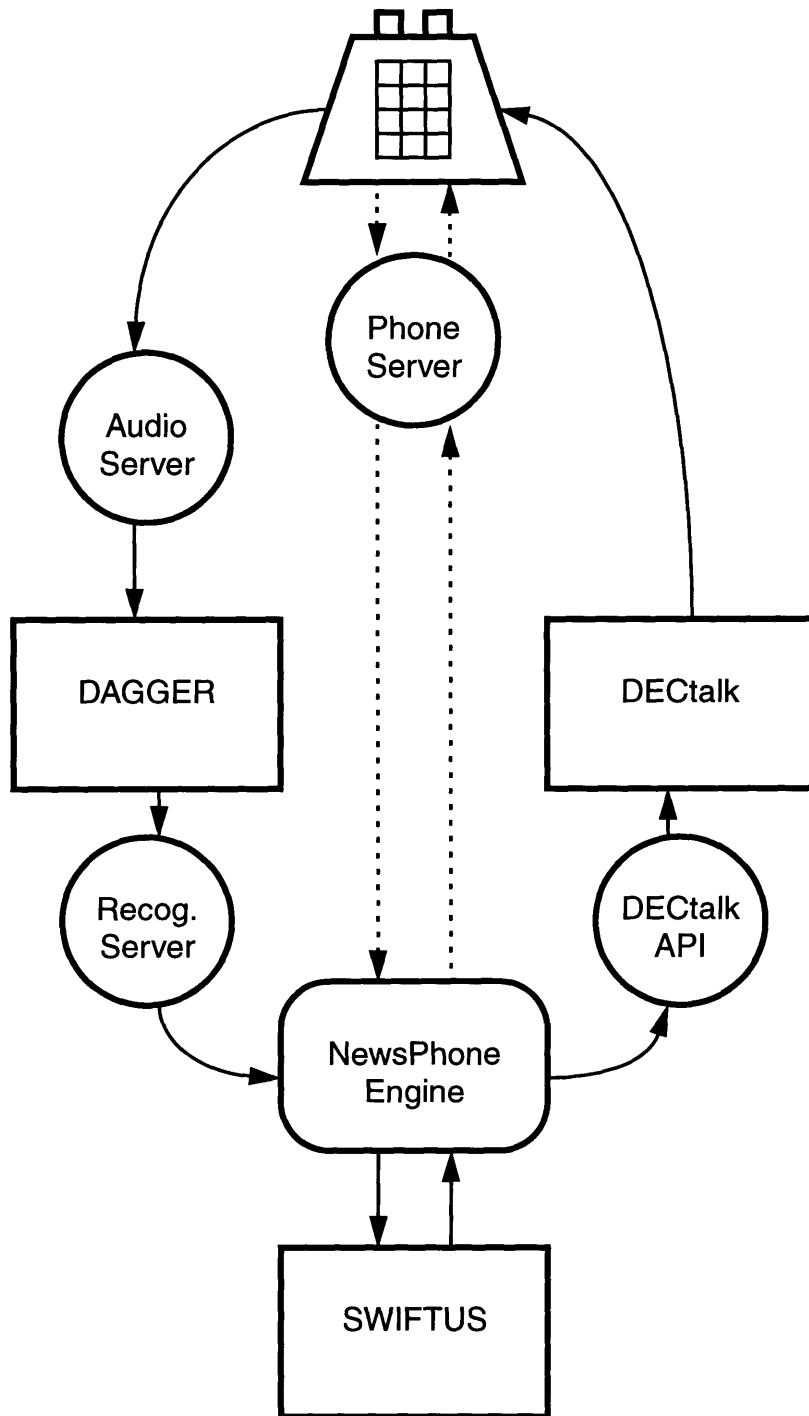 Phone
Server
Audio
Server
DAGGER
DECtalk
Recog.
Server
DECtalk
API
NewsPhone
Engine
SWIFTUS